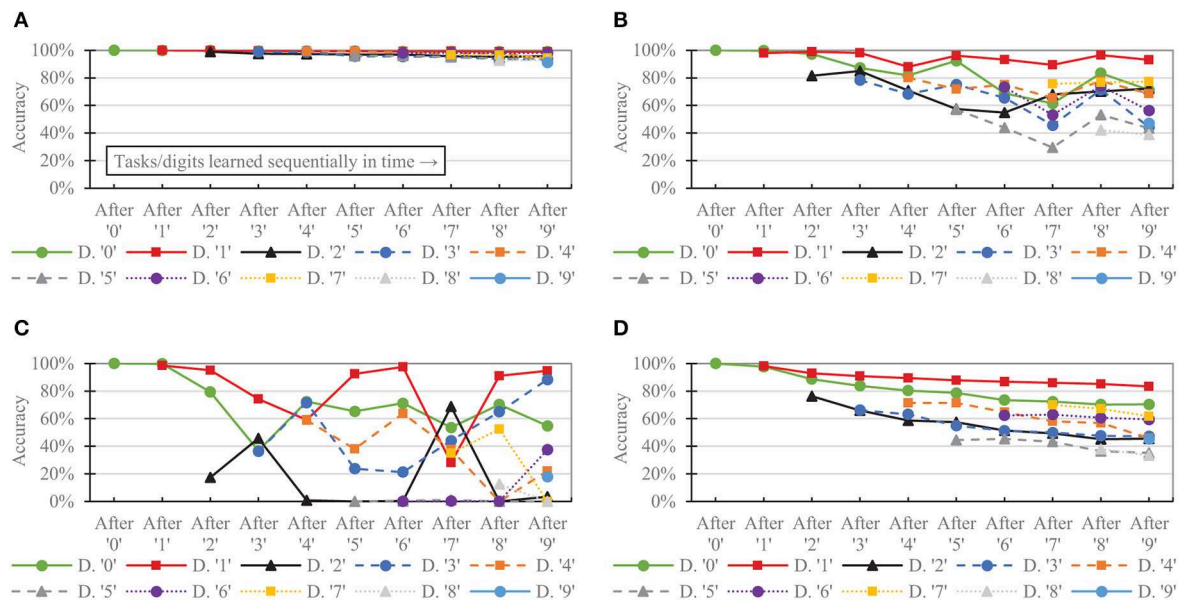 A
100%
80%
60%
40%
20%
0%
Accuracy
Tasks/digits learned sequentially in time →
After After After After After After After After After After
'0' '1' '2' '3' '4' '5' '6' '7' '8' '9'
D. '0' D. '1' D. '2' D. '3' D. '4'
D. '5' D. '6' D. '7' D. '8' D. '9'
B
100%
80%
60%
40%
20%
0%
Accuracy
After After After After After After After After After After
'0' '1' '2' '3' '4' '5' '6' '7' '8' '9'
D. '0' D. '1' D. '2' D. '3' D. '4'
D. '5' D. '6' D. '7' D. '8' D. '9'
C
100%
80%
60%
40%
20%
0%
Accuracy
After After After After After After After After After After
'0' '1' '2' '3' '4' '5' '6' '7' '8' '9'
D. '0' D. '1' D. '2' D. '3' D. '4'
D. '5' D. '6' D. '7' D. '8' D. '9'
D
100%
80%
60%
40%
20%
0%
Accuracy
After After After After After After After After After After
'0' '1' '2' '3' '4' '5' '6' '7' '8' '9'
D. '0' D. '1' D. '2' D. '3' D. '4'
D. '5' D. '6' D. '7' D. '8' D. '9'